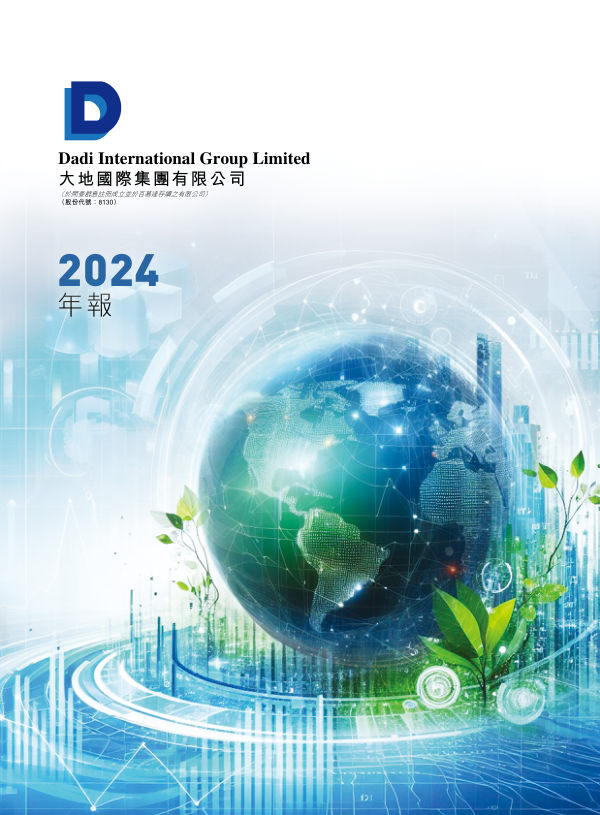 Dadi International Group Limited
大地國際集團有限公司
（於開曼群島註冊成立並於百慕達存續之有限公司）
（股份代號：8130）
2024
年報